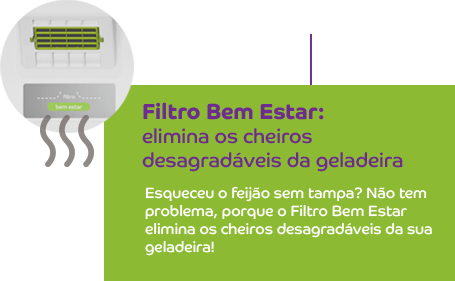 filtro
bem estar
Filtro Bem Estar:
elimina os cheiros
desagradáveis da geladeira
Esqueceu o feijão sem tampa? Não tem
problema, porque o Filtro Bem Estar
elimina os cheiros desagradáveis da sua
geladeira!